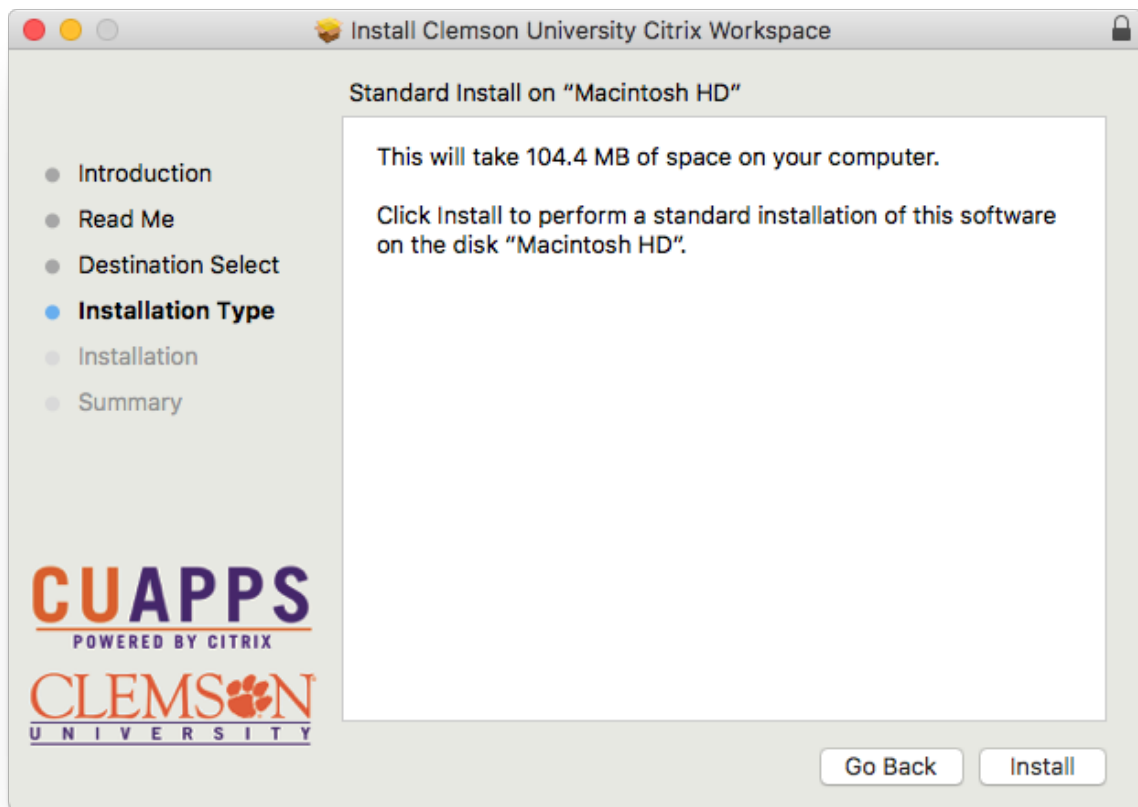 Install Clemson University Citrix Workspace
Standard Install on “Macintosh HD”
Introduction
Read Me
Destination Select
Installation Type
Installation
Summary
This will take 104.4 MB of space on your computer.
Click Install to perform a standard installation of this software
on the disk “Macintosh HD”.
CUAPPS
POWERED BY CITRIX
CLEMSON
UNIVERSITY
Go Back
Install